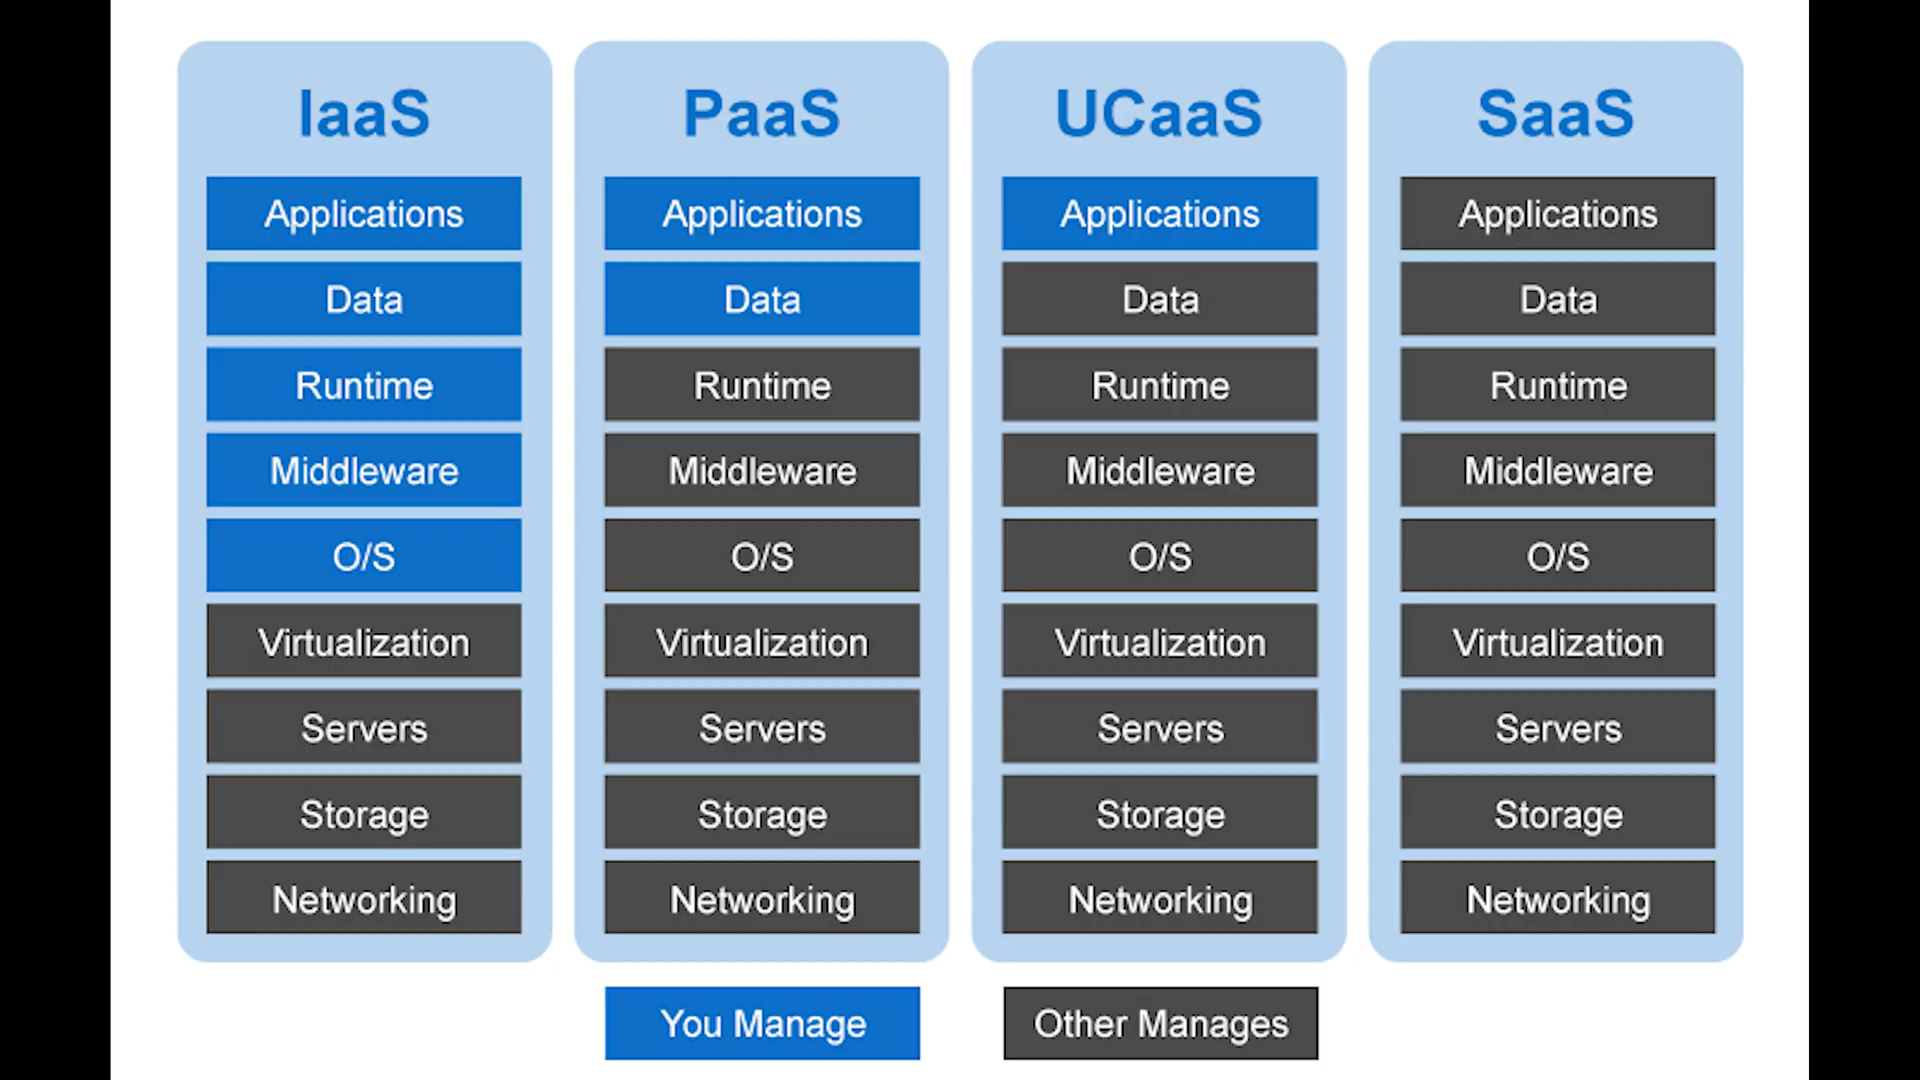 IaaS
Applications
Data
Runtime
Middleware
O/S
Virtualization
Servers
Storage
Networking
PaaS
Applications
Data
Runtime
Middleware
O/S
Virtualization
Servers
Storage
Networking
UCaaS
Applications
Data
Runtime
Middleware
O/S
Virtualization
Servers
Storage
Networking
SaaS
Applications
Data
Runtime
Middleware
O/S
Virtualization
Servers
Storage
Networking
You Manage
Other Manages